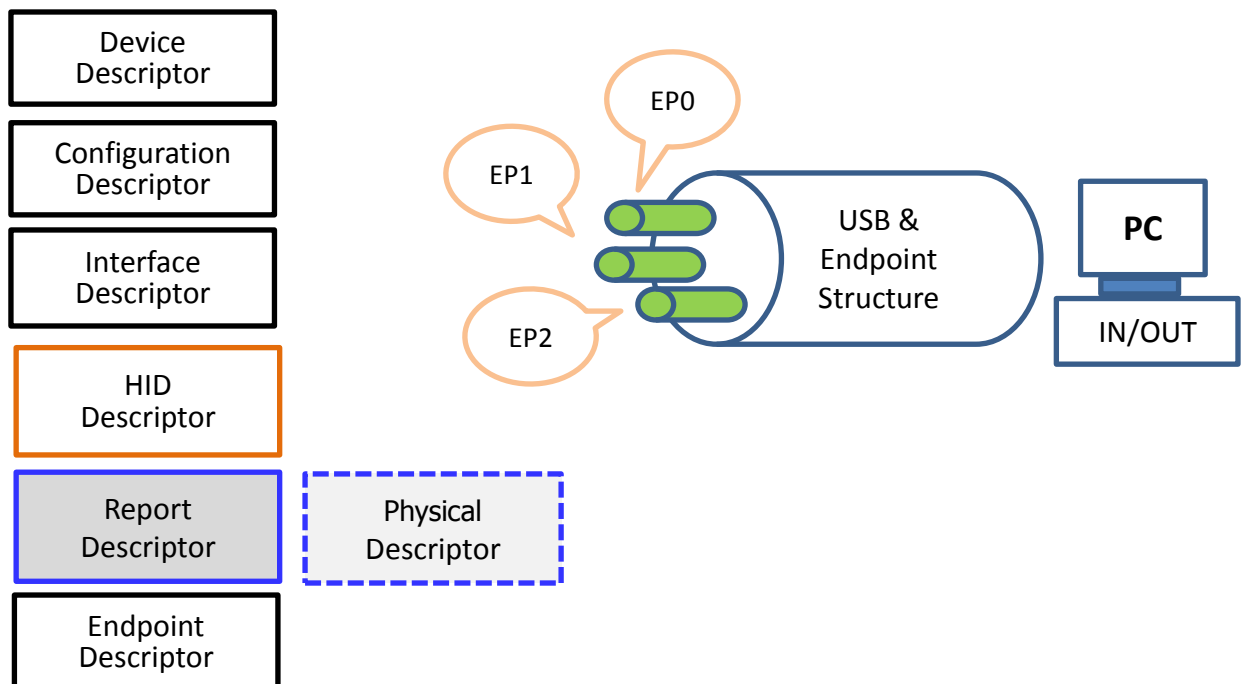 Device
Descriptor
Configuration
Descriptor
Interface
Descriptor
HID
Descriptor
Report
Descriptor
Physical
Descriptor
Endpoint
Descriptor
EP0
EP1
EP2
USB &
Endpoint
Structure
PC
IN/OUT